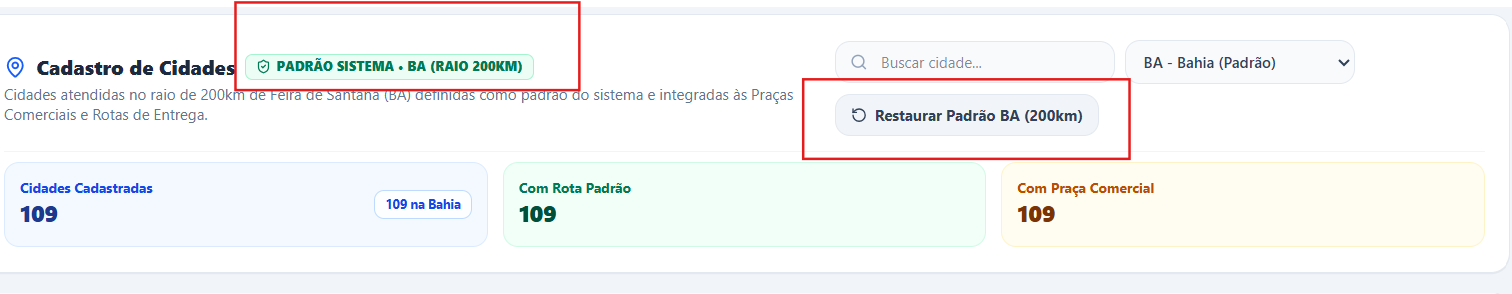 Cadastro de Cidades
PADRÃO SISTEMA • BA (RAIO 200KM)
Cidades atendidas no raio de 200km de Feira de Santana (BA) definidas como padrão do sistema e integradas às Praças
Comerciais e Rotas de Entrega.
Buscar cidade...
BA - Bahia (Padrão)
Restaurar Padrão BA (200km)
Cidades Cadastradas
109
109 na Bahia
Com Rota Padrão
109
Com Praça Comercial
109